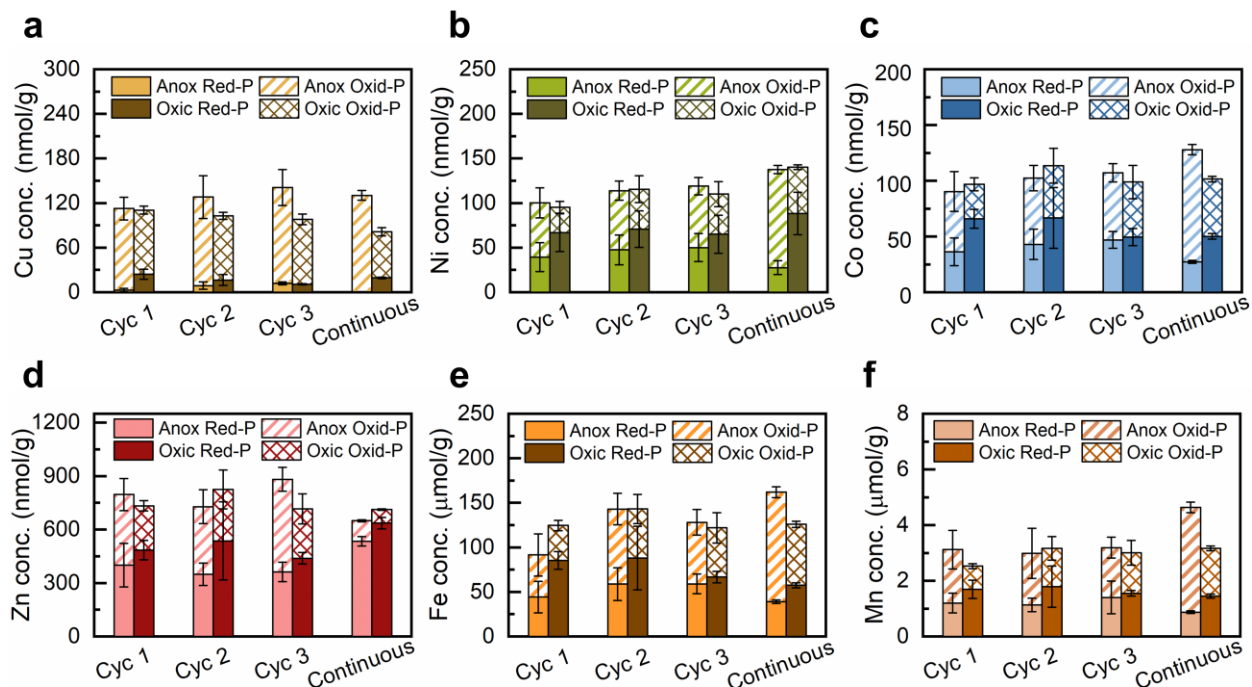 a
Cu conc. (nmol/g)
300
240
180
120
60
0
Anox Red-P
Anox Oxid-P
Oxic Red-P
Oxic Oxid-P
Cyc 1
Cyc 2
Cyc 3
Continuous
b
Ni conc. (nmol/g)
250
200
150
100
50
0
Anox Red-P
Anox Oxid-P
Oxic Red-P
Oxic Oxid-P
Cyc 1
Cyc 2
Cyc 3
Continuous
c
Co conc. (nmol/g)
200
150
100
50
0
Anox Red-P
Anox Oxid-P
Oxic Red-P
Oxic Oxid-P
Cyc 1
Cyc 2
Cyc 3
Continuous
d
Zn conc. (nmol/g)
1200
900
600
300
0
Anox Red-P
Anox Oxid-P
Oxic Red-P
Oxic Oxid-P
Cyc 1
Cyc 2
Cyc 3
Continuous
e
Fe conc. (μmol/g)
250
200
150
100
50
0
Anox Red-P
Anox Oxid-P
Oxic Red-P
Oxic Oxid-P
Cyc 1
Cyc 2
Cyc 3
Continuous
f
Mn conc. (μmol/g)
8
6
4
2
0
Anox Red-P
Anox Oxid-P
Oxic Red-P
Oxic Oxid-P
Cyc 1
Cyc 2
Cyc 3
Continuous